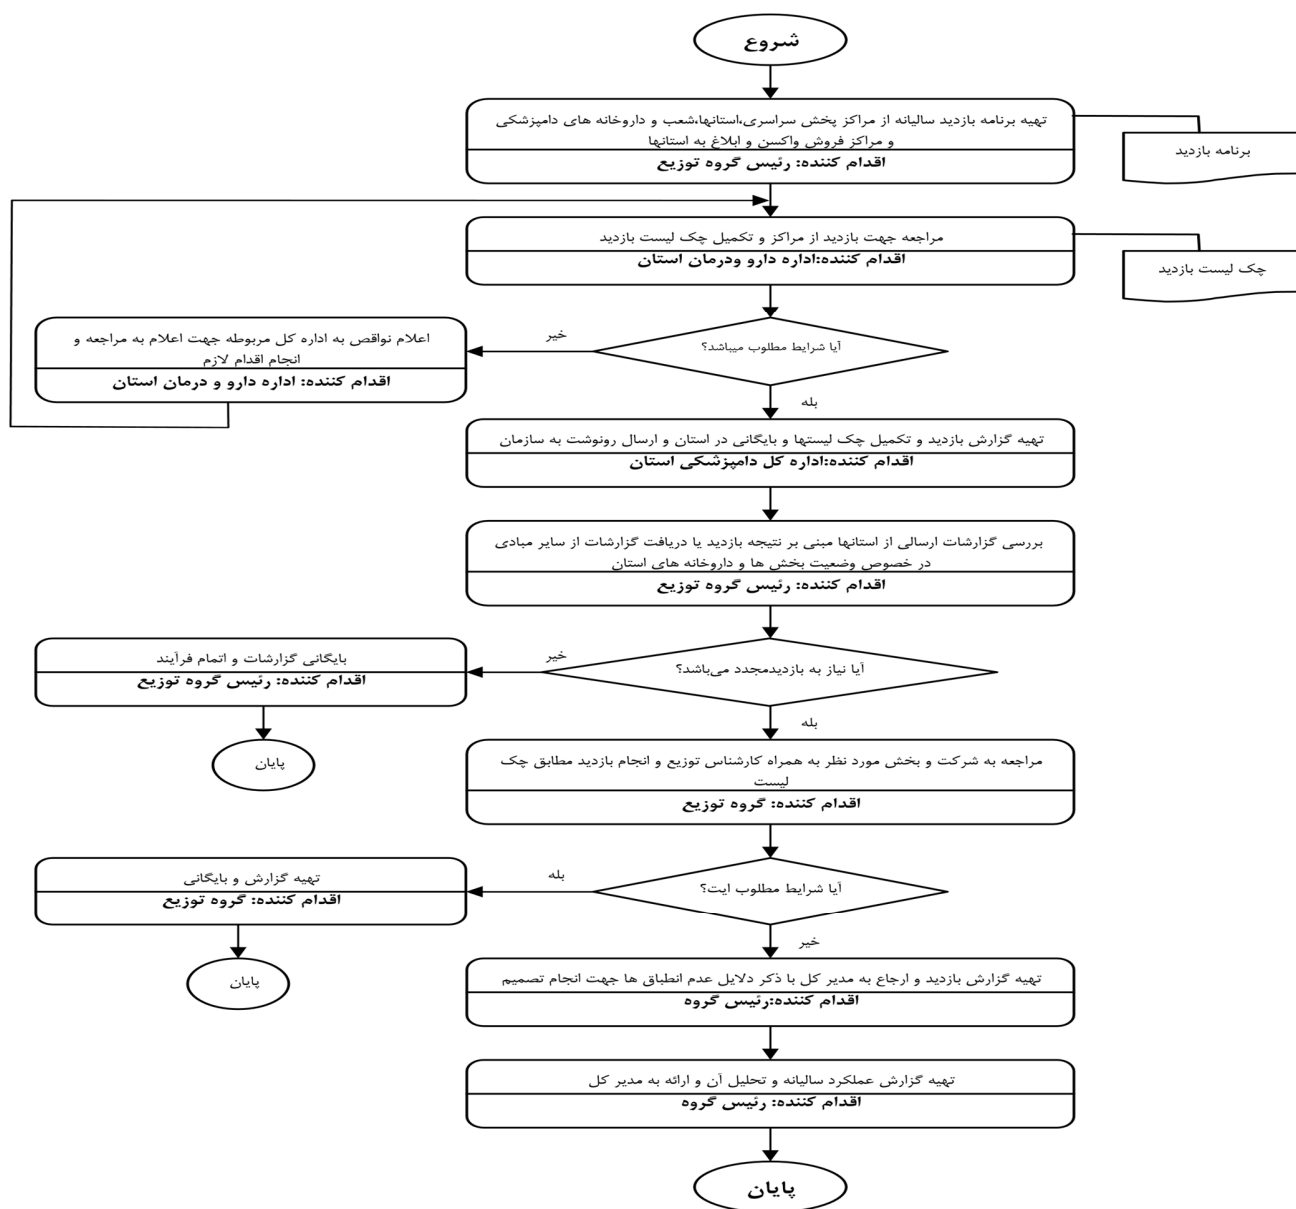 شروع
تهیه برنامه بازدید سالیانه از مراکز پخش سراسری،استانها،شعب و داروخانه های دامپزشکی
و مراکز فروش واکسن و ابلاغ به استانها
اقدام کننده: رئیس گروه توزیع
برنامه بازدید
مراجعه جهت بازدید از مراکز و تکمیل چک لیست بازدید
اقدام کننده:اداره دارو ودرمان استان
چک لیست بازدید
آیا شرایط مطلوب میباشد؟
خیر
اعلام نواقص به اداره کل مربوطه جهت اعلام به مراجعه و
انجام اقدام لازم
اقدام کننده: اداره دارو و درمان استان
بله
تهیه گزارش بازدید و تکمیل چک لیستها و بایگانی در استان و ارسال رونوشت به سازمان
اقدام کننده:اداره کل دامپزشکی استان
بررسی گزارشات ارسالی از استانها مبنی بر نتیجه بازدید یا دریافت گزارشات از سایر مبادی
در خصوص وضعیت بخش ها و داروخانه های استان
اقدام کننده: رئیس گروه توزیع
آیا نیاز به بازدیدمجدد می‌باشد؟
خیر
بایگانی گزارشات و اتمام فرآیند
اقدام کننده: رئیس گروه توزیع
پایان
بله
مراجعه به شرکت و بخش مورد نظر به همراه کارشناس توزیع و انجام بازدید مطابق چک
لیست
اقدام کننده: گروه توزیع
آیا شرایط مطلوب ایت؟
بله
تهیه گزارش و بایگانی
اقدام کننده: گروه توزیع
پایان
خیر
تهیه گزارش بازدید و ارجاع به مدیر کل با ذکر دلایل عدم انطباق ها جهت انجام تصمیم
اقدام کننده:رئیس گروه
تهیه گزارش عملکرد سالیانه و تحلیل آن و ارائه به مدیر کل
اقدام کننده: رئیس گروه
پایان